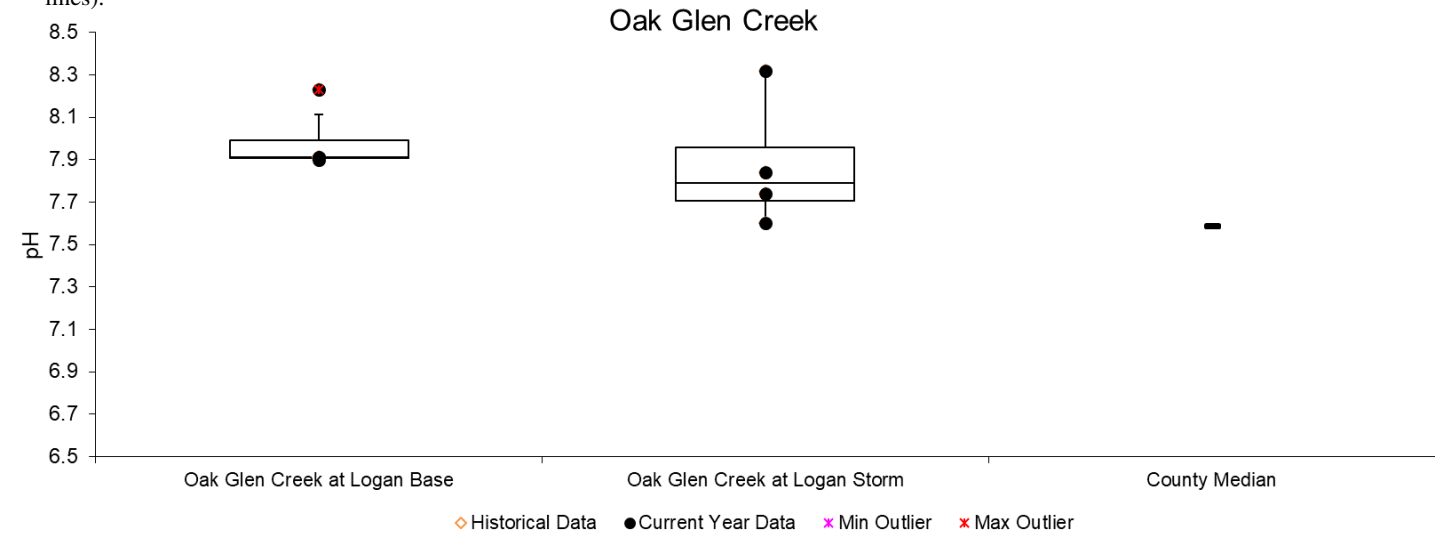 lines).
Oak Glen Creek
8.5
8.3
8.1
7.9
7.7
7.5
7.3
7.1
6.9
6.7
6.5
pH
Oak Glen Creek at Logan Base Oak Glen Creek at Logan Storm County Median
Historical Data Current Year Data Min Outlier Max Outlier